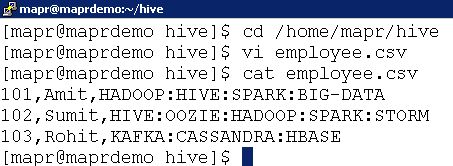 mapr@maprdemo:~/hive
[mapr@maprdemo hive]$ cd /home/mapr/hive
[mapr@maprdemo hive]$ vi employee.csv
[mapr@maprdemo hive]$ cat employee.csv
101,Amit,HADOOP:HIVE:SPARK:BIG-DATA
102,Sumit,HIVE:OOZIE:HADOOP:SPARK:STORM
103,Rohit,KAFKA:CASSANDRA:HBASE
[mapr@maprdemo hive]$